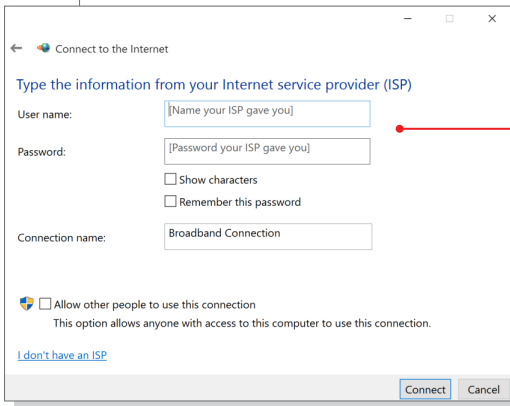 Connect to the Internet
Type the information from your Internet service provider (ISP)
User name:
[Name your ISP gave you]
Password:
[Password your ISP gave you]
Show characters
Remember this password
Connection name:
Broadband Connection
Allow other people to use this connection
This option allows anyone with access to this computer to use this connection.
I don't have an ISP
Connect
Cancel